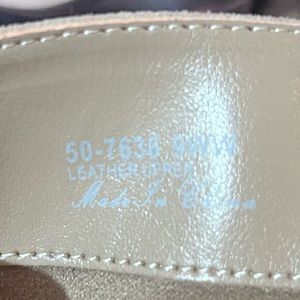 50-7636
LEATHER UPPER
Made In China